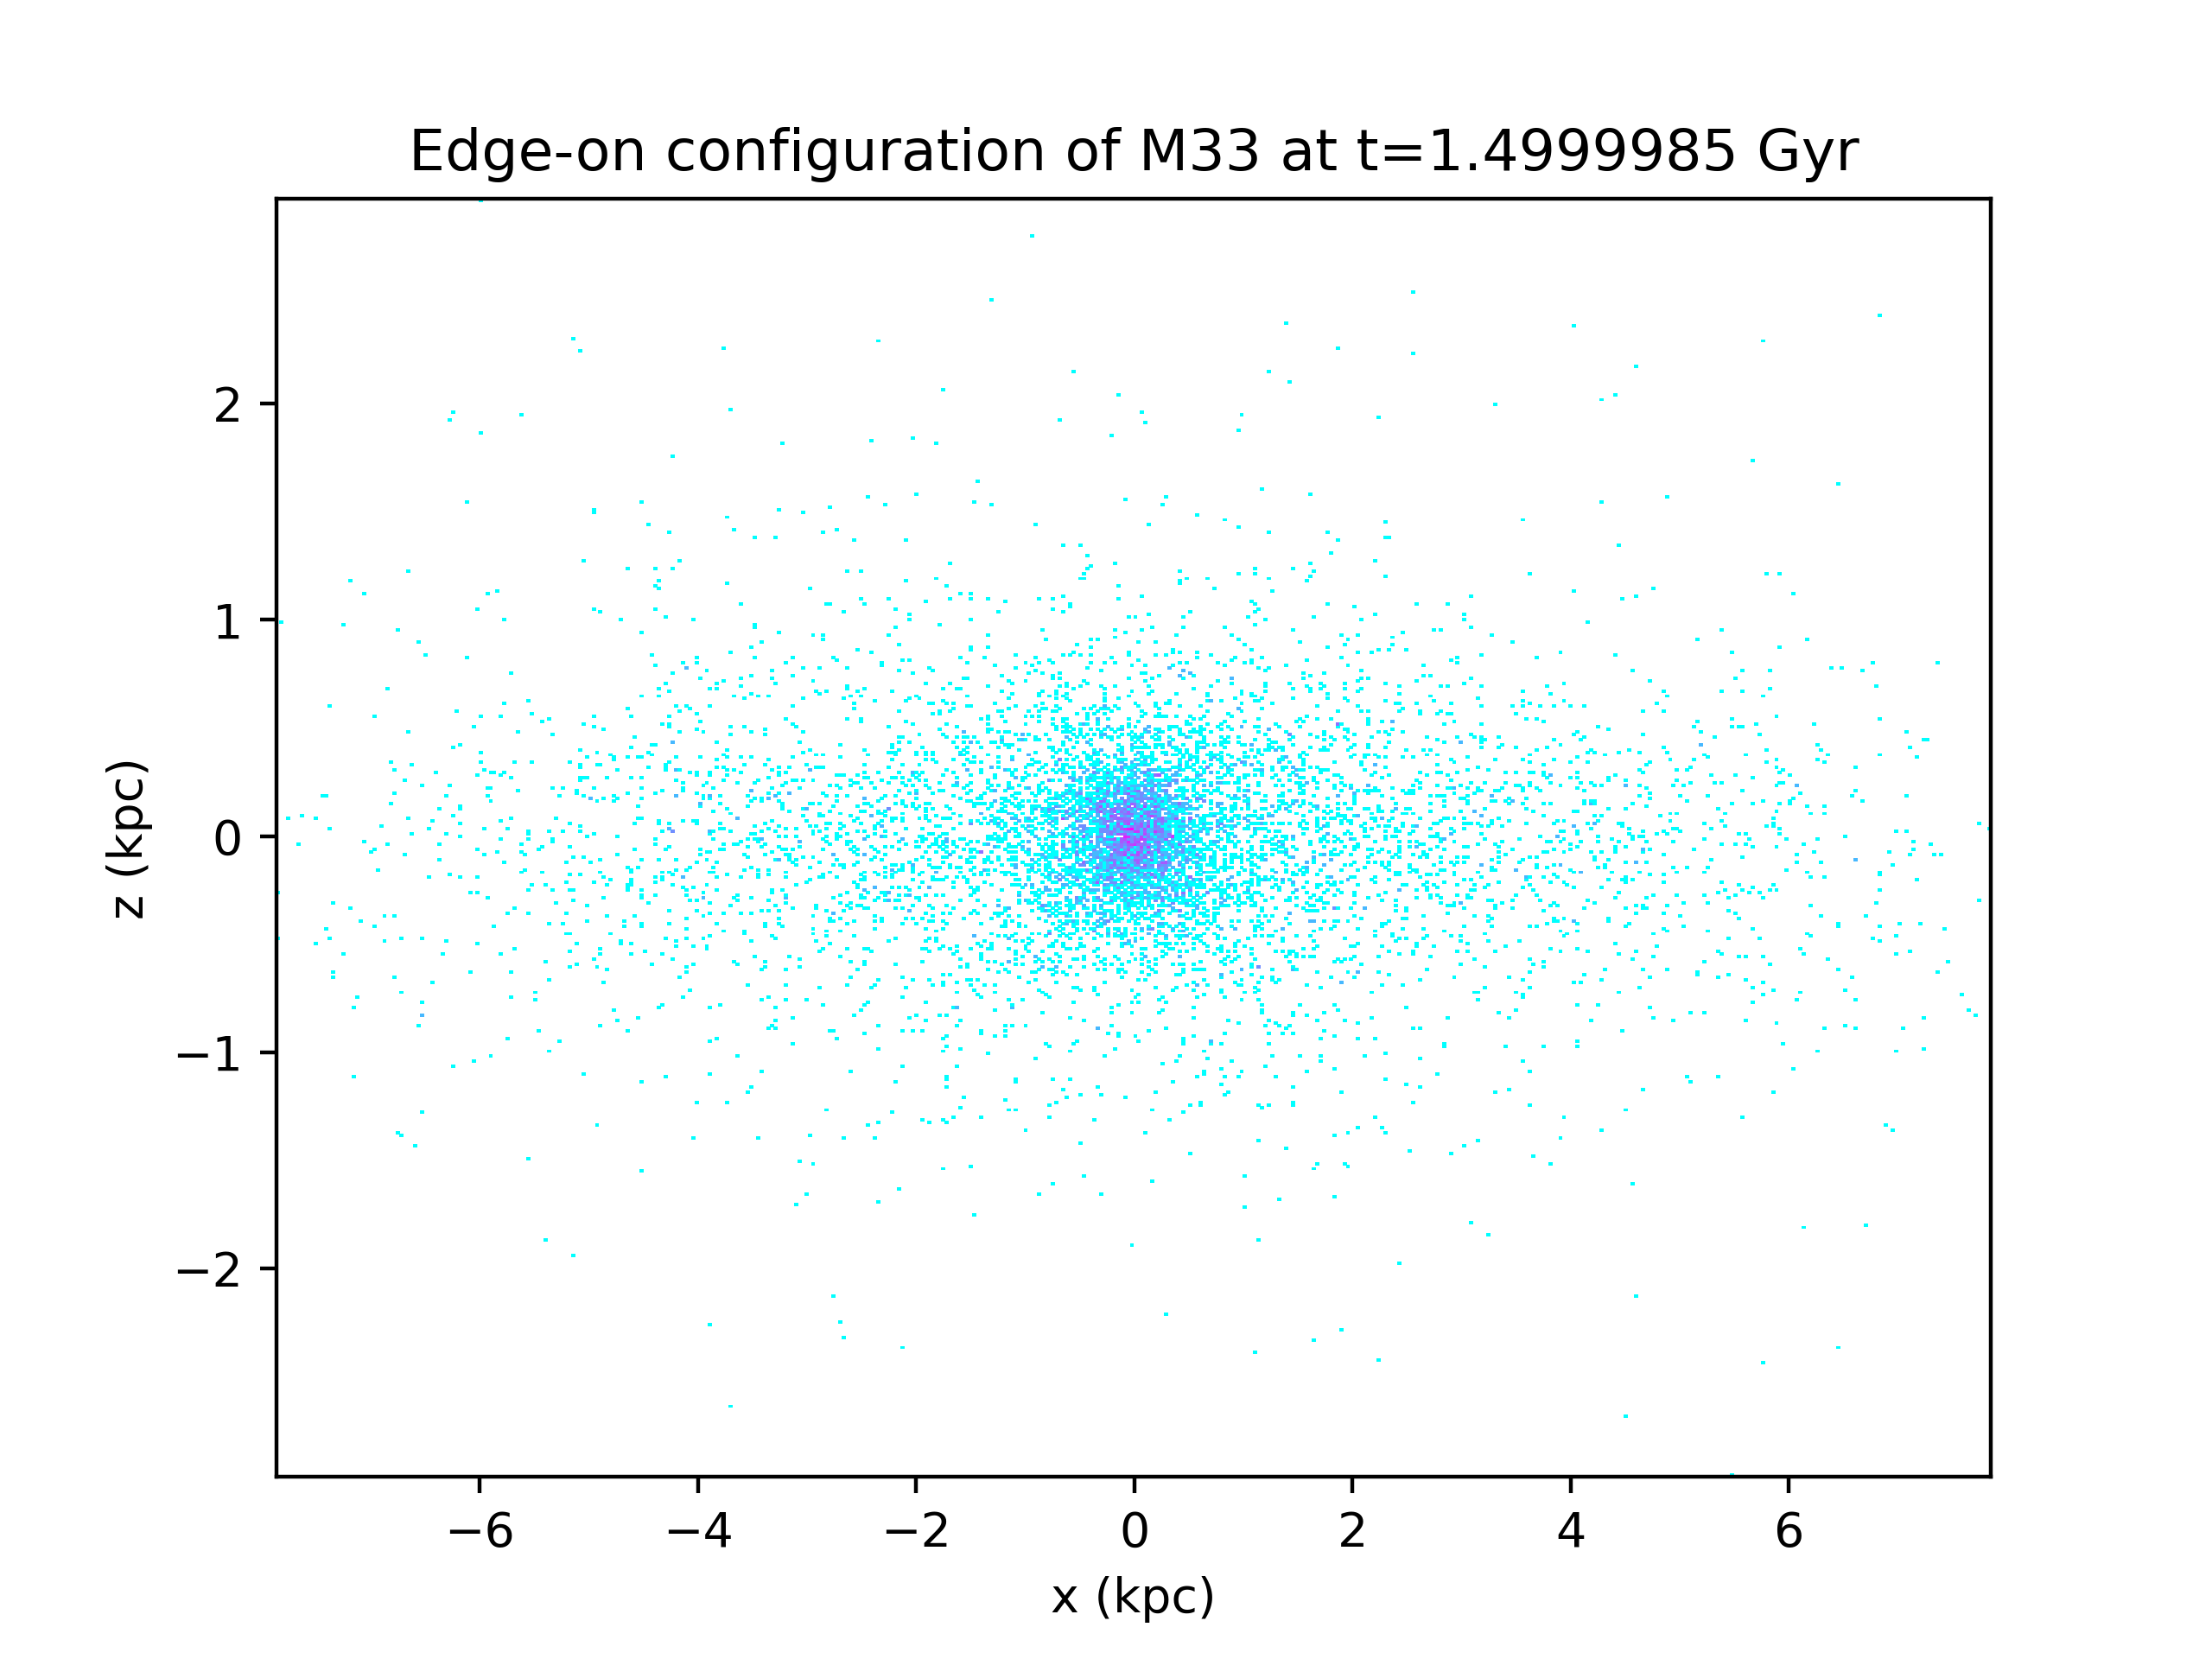 Edge-on configuration of M33 at t=1.4999985 Gyr
z (kpc)
2
1
0
−1
−2
−6 −4 −2 0 2 4 6
x (kpc)